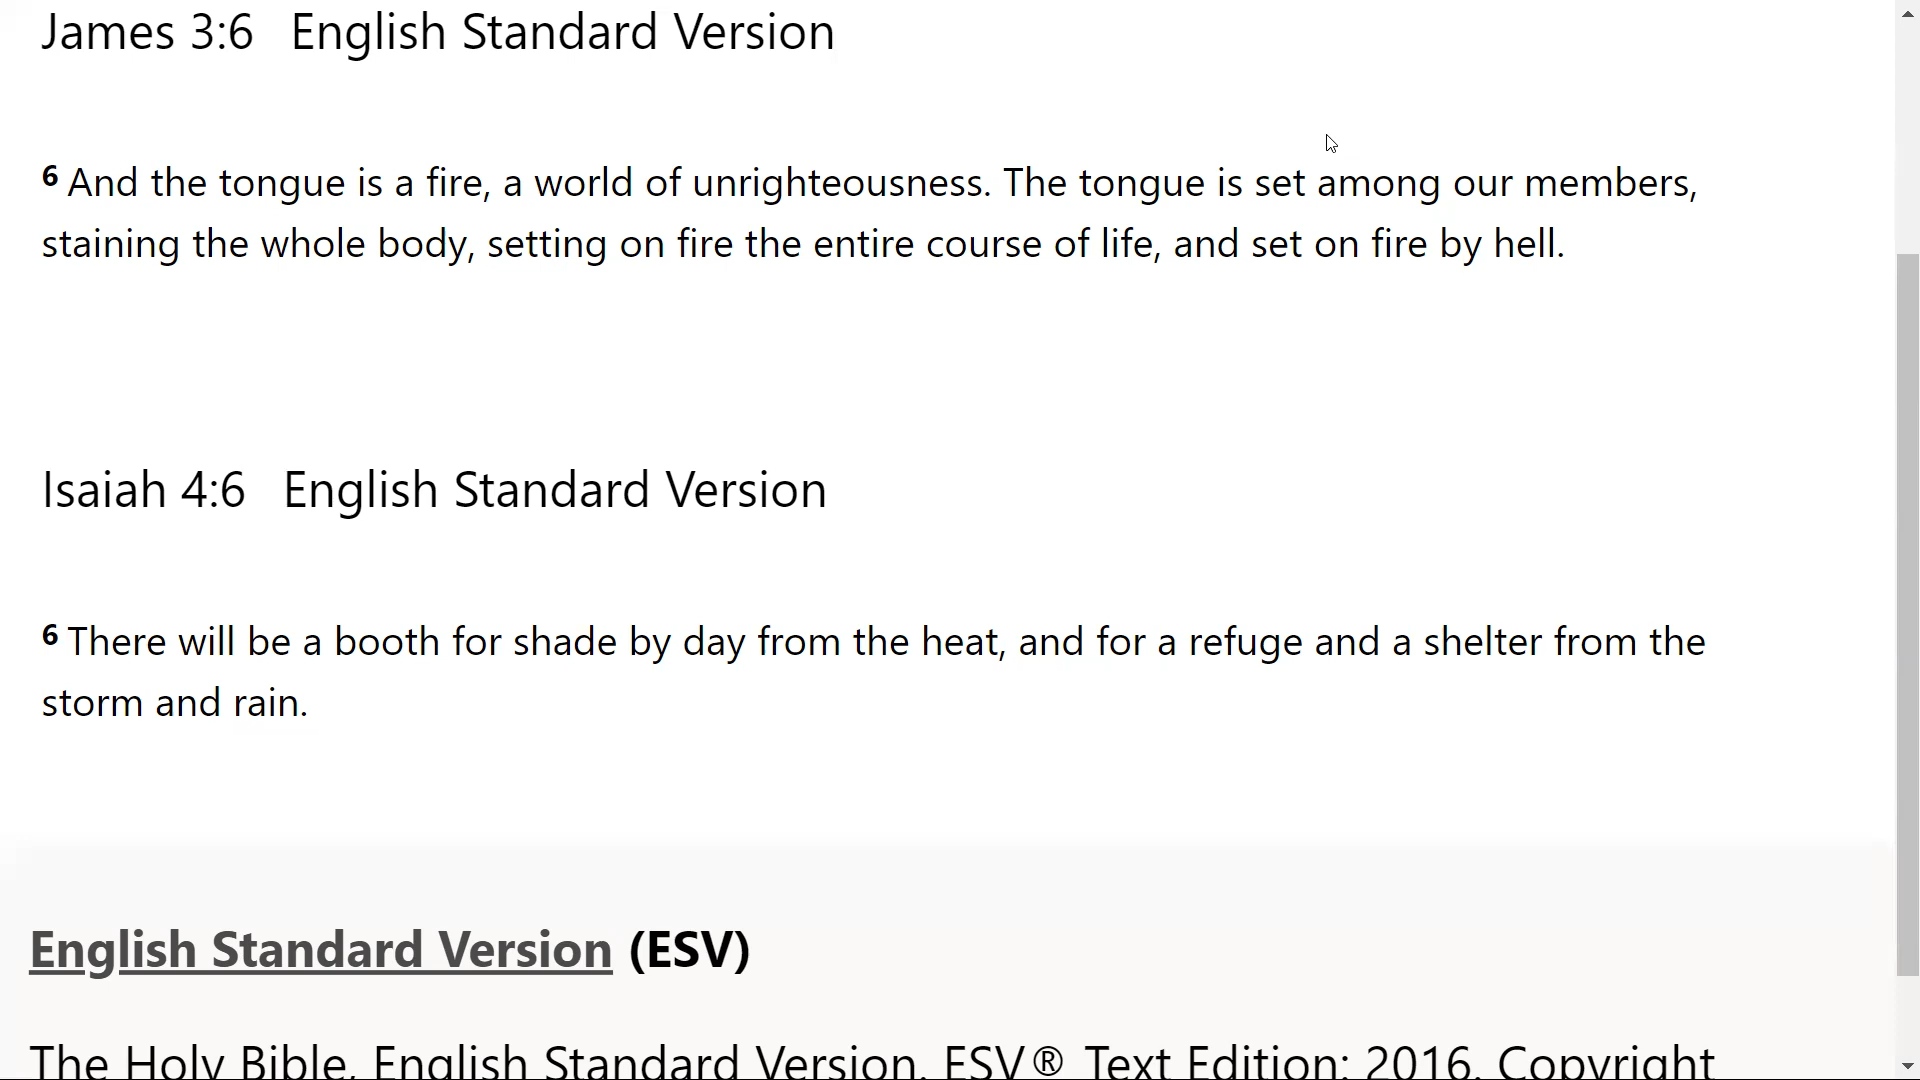 James 3:6 English Standard Version
6 And the tongue is a fire, a world of unrighteousness. The tongue is set among our members,
staining the whole body, setting on fire the entire course of life, and set on fire by hell.
Isaiah 4:6 English Standard Version
6 There will be a booth for shade by day from the heat, and for a refuge and a shelter from the
storm and rain.
English Standard Version (ESV)
The Holy Bible, English Standard Version. ESV® Text Edition: 2016. Copyright